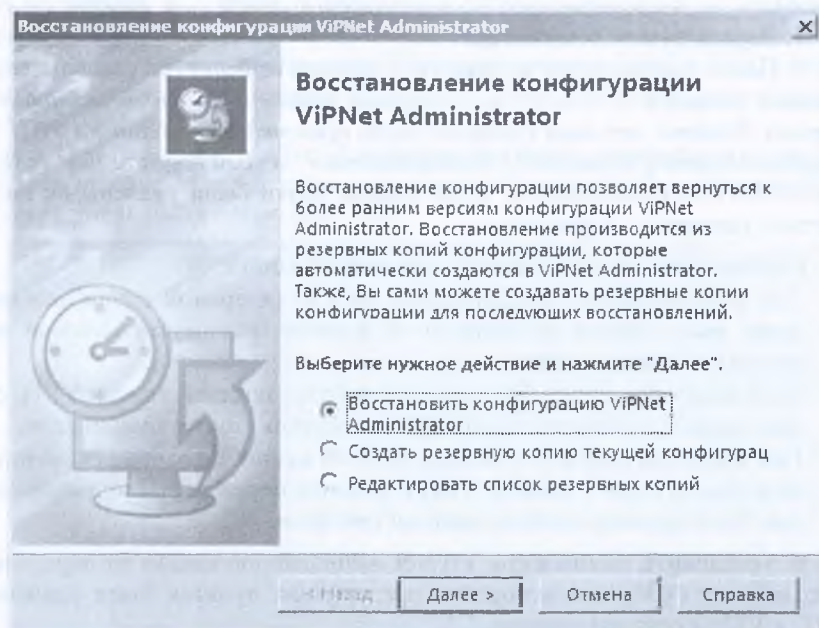 Восстановление конфигурации ViPNet Administrator
Восстановление конфигурации
ViPNet Administrator
Восстановление конфигурации позволяет вернуться к
более ранним версиям конфигурации ViPNet
Administrator. Восстановление производится из
резервных копий конфигурации, которые
автоматически создаются в ViPNet Administrator.
Также, Вы сами можете создавать резервные копии
конфигурации для последующих восстановлений.
Выберите нужное действие и нажмите "Далее".
Восстановить конфигурацию ViPNet
Administrator
Создать резервную копию текущей конфигурац
Редактировать список резервных копий
Далее >
Отмена
Справка